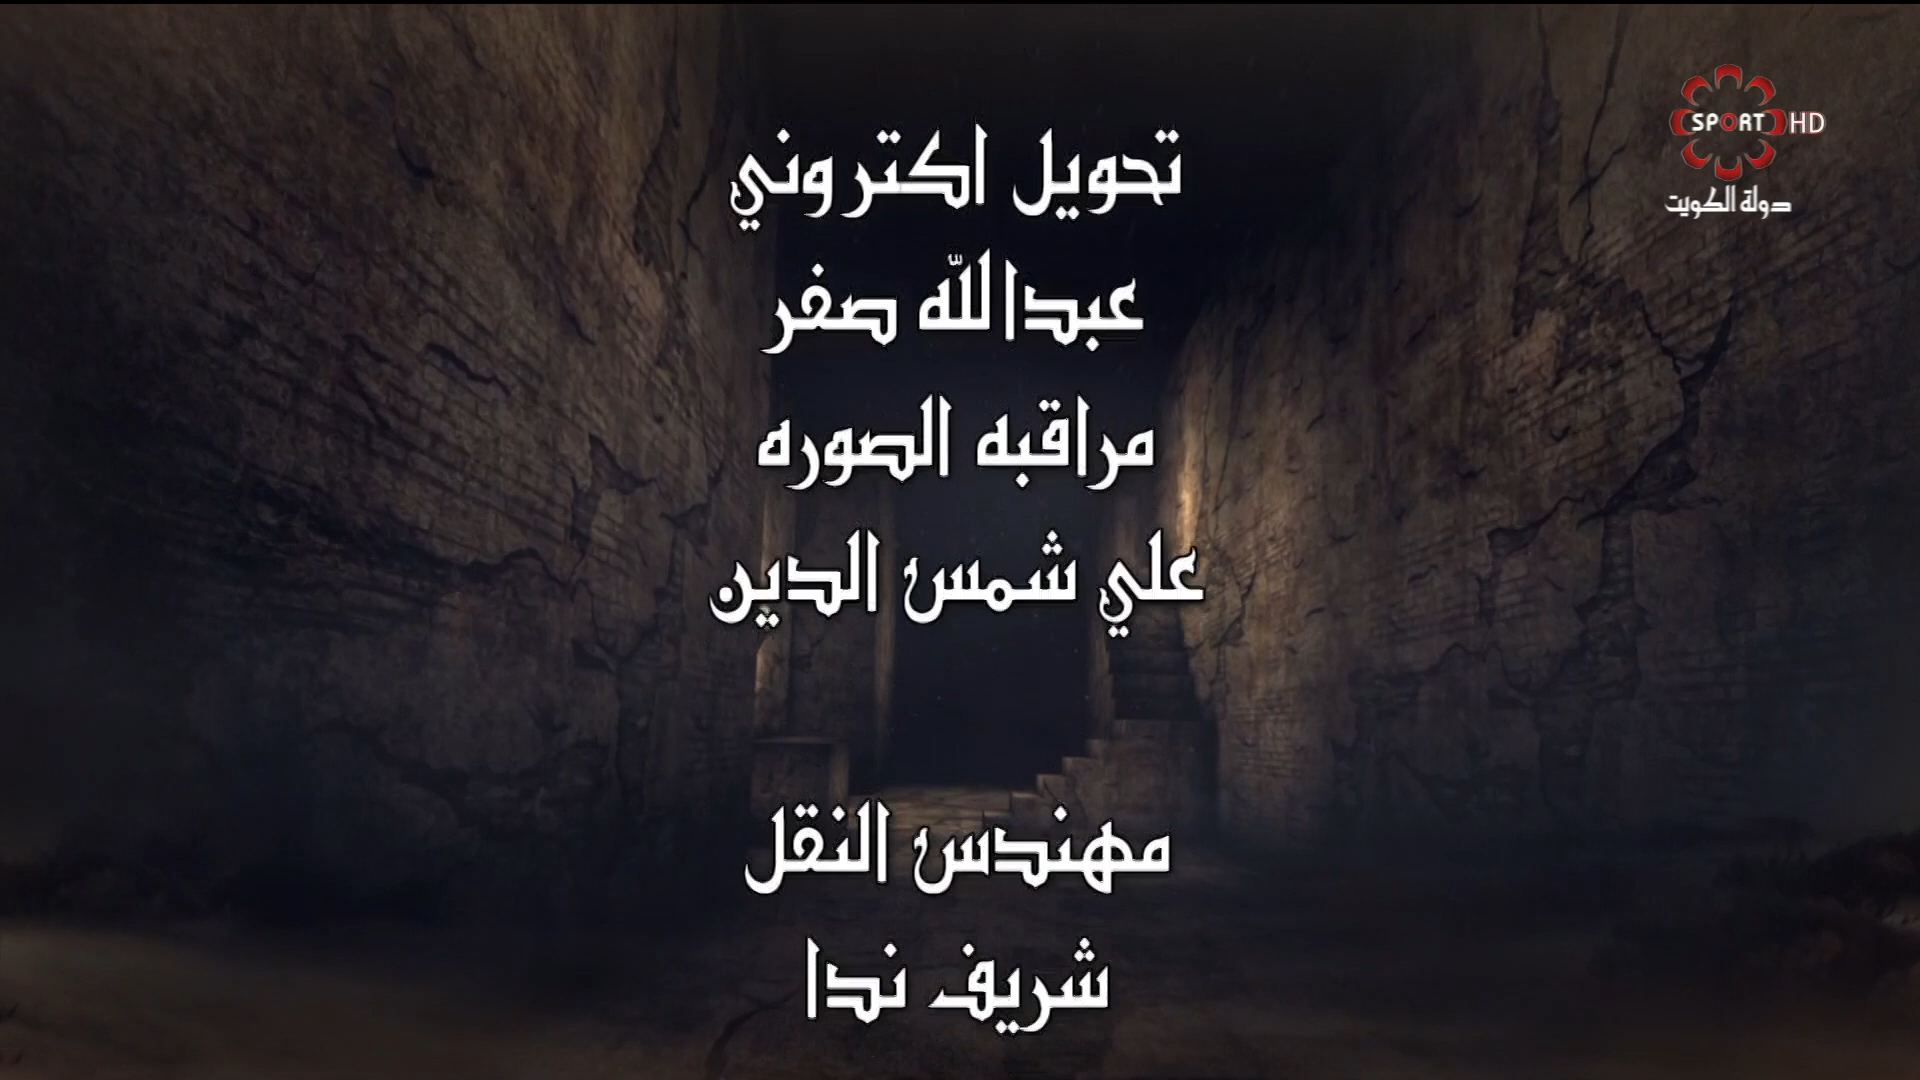 تحويل اكتروني
عبدالله صفر
مراقبه الصوره
علي شمس الدين
مهندس النقل
شريف ندا
SPORT HD
دولة الكويت